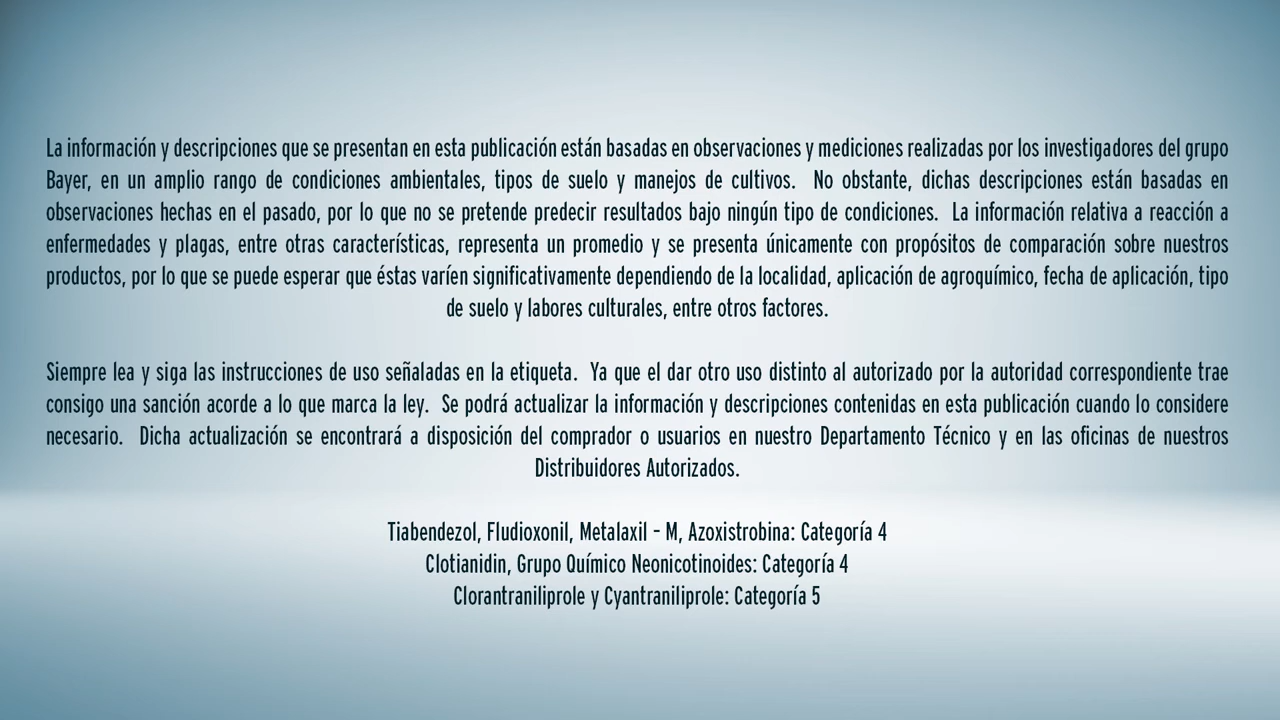 La información y descripciones que se presentan en esta publicación están basadas en observaciones y mediciones realizadas por los investigadores del grupo
Bayer, en un amplio rango de condiciones ambientales, tipos de suelo y manejos de cultivos. No obstante, dichas descripciones están basadas en
observaciones hechas en el pasado, por lo que no se pretende predecir resultados bajo ningún tipo de condiciones. La información relativa a reacción a
enfermedades y plagas, entre otras características, representa un promedio y se presenta únicamente con propósitos de comparación sobre nuestros
productos, por lo que se puede esperar que éstas varíen significativamente dependiendo de la localidad, aplicación de agroquímico, fecha de aplicación, tipo
de suelo y labores culturales, entre otros factores.
Siempre lea y siga las instrucciones de uso señaladas en la etiqueta. Ya que el dar otro uso distinto al autorizado por la autoridad correspondiente trae
consigo una sanción acorde a lo que marca la ley. Se podrá actualizar la información y descripciones contenidas en esta publicación cuando lo considere
necesario. Dicha actualización se encontrará a disposición del comprador o usuarios en nuestro Departamento Técnico y en las oficinas de nuestros
Distribuidores Autorizados.
Tiabendezol, Fludioxonil, Metalaxil - M, Azoxistrobina: Categoría 4
Clotianidin, Grupo Químico Neonicotinoides: Categoría 4
Clorantraniliprole y Cyantraniliprole: Categoría 5